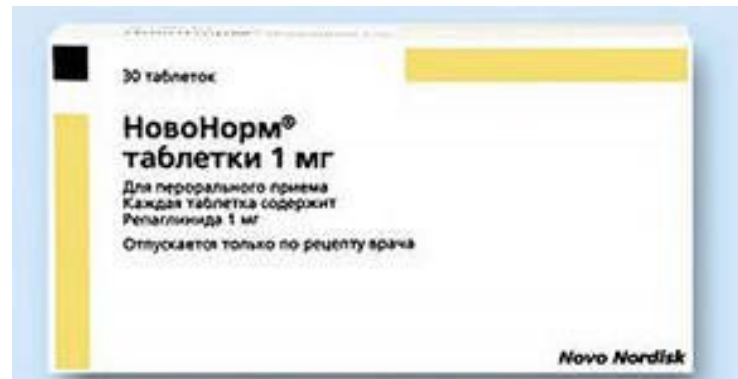 30 таблеток
НовоНорм®
таблетки 1 мг
Для перорального приема
Каждая таблетка содержит
Репаглинида 1 мг
Отпускается только по рецепту врача
Novo Nordisk